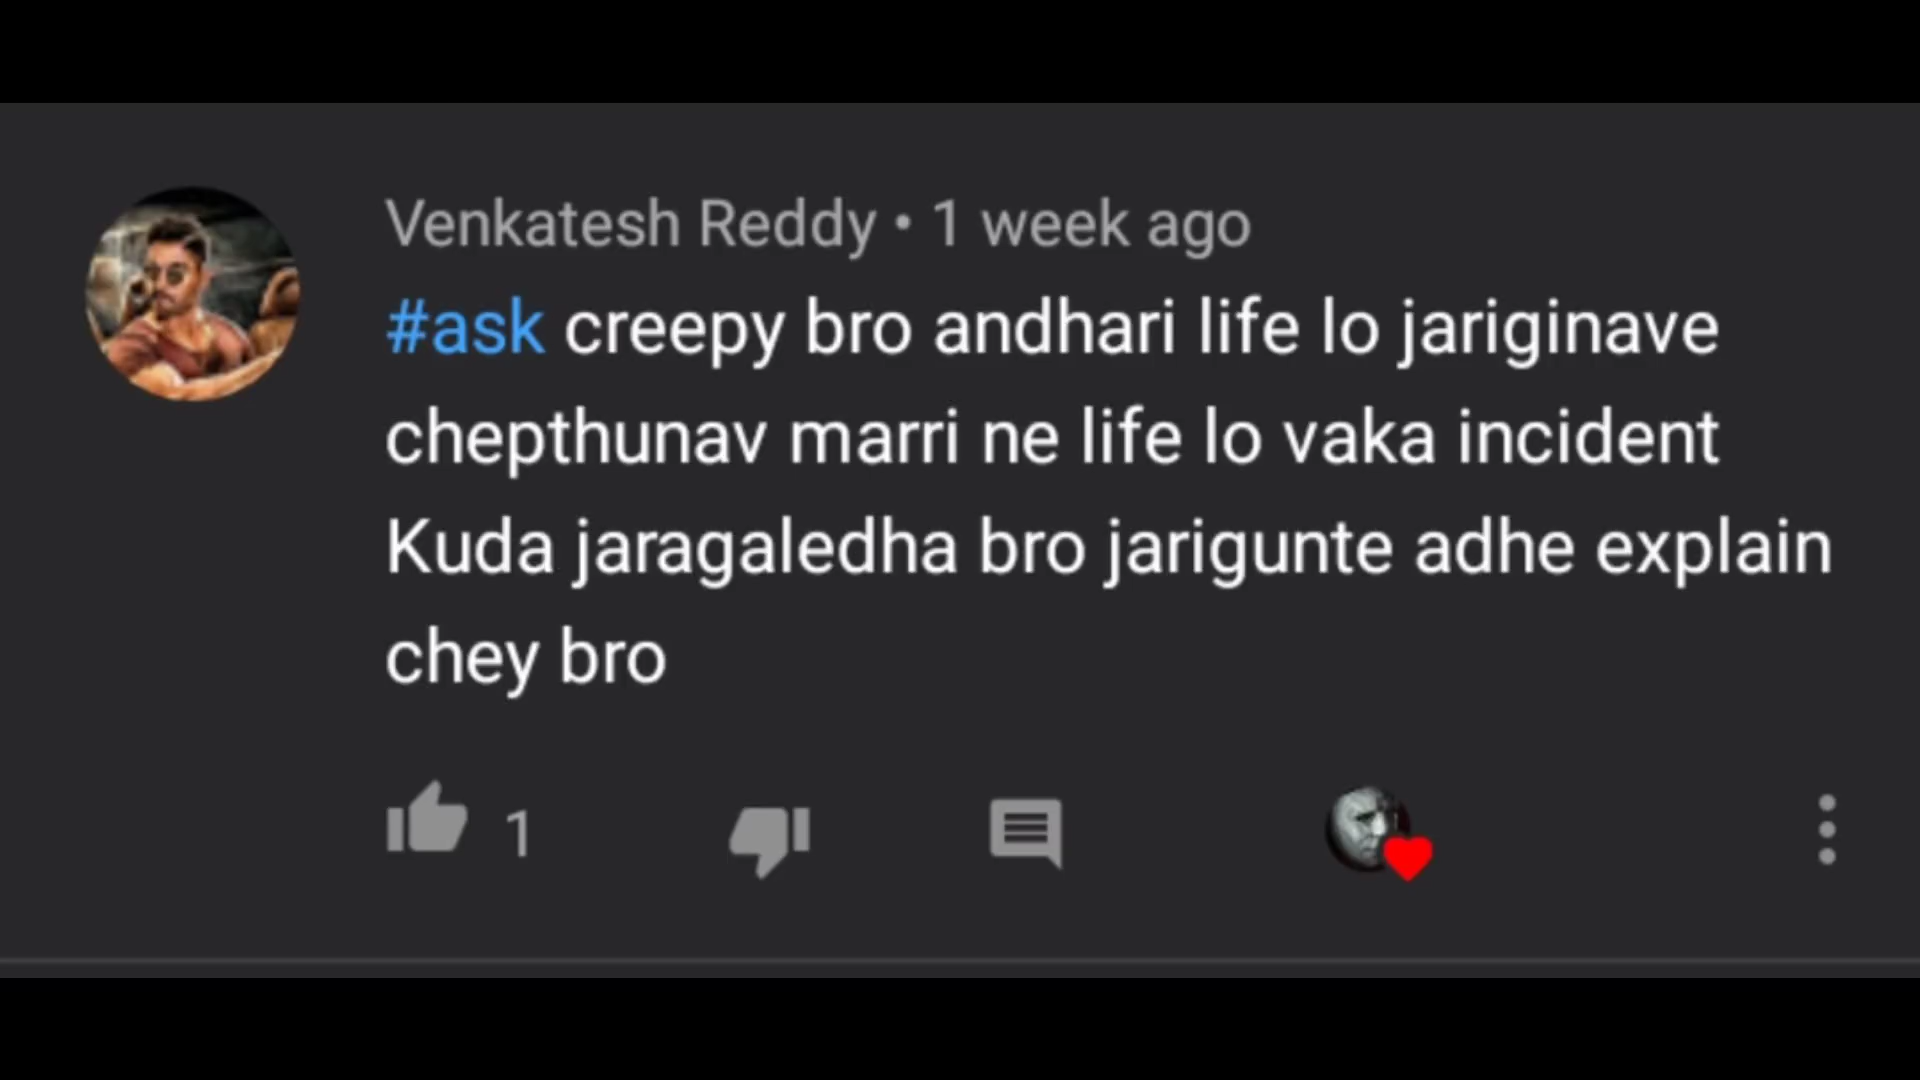 Venkatesh Reddy • 1 week ago
#ask creepy bro andhari life lo jariginave
chepthunav marri ne life lo vaka incident
Kuda jaragaledha bro jarigunte adhe explain
chey bro
1